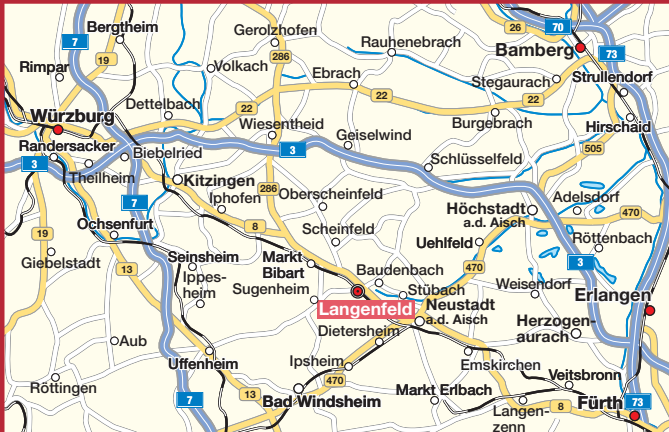 Bergtheim
7
Gerolzhofen
26
70
Rauhenebrach
Bamberg
73
Rimpar
19
286
Volkach
Ebrach
Stegaurach
Strullendorf
Dettelbach
22
22
22
Würzburg
Wiesentheid
Burgebrach
Hirschaid
Randersacker
Biebelried
3
Geiselwind
505
3
Theilheim
Schlüsselfeld
Kitzingen
286
7
Iphofen
Oberscheinfeld
Adelsdorf
Höchstadt
a.d. Aisch
470
19
Ochsenfurt
8
Scheinfeld
Uehlfeld
Röttenbach
Giebelstadt
13
Seinsheim
Markt
Bibart
470
3
Ippes-
heim
Sugenheim
Baudenbach
Stübach
Weisendorf
Erlangen
Langenfeld
Neustadt
a.d. Aisch
Herzogen-
aurach
Aub
Dietersheim
Uffenheim
Ipsheim
Emskirchen
Röttingen
470
Veitsbronn
7
13
Bad Windsheim
Markt Erlbach
Langen-
zenn
8
Fürth
73